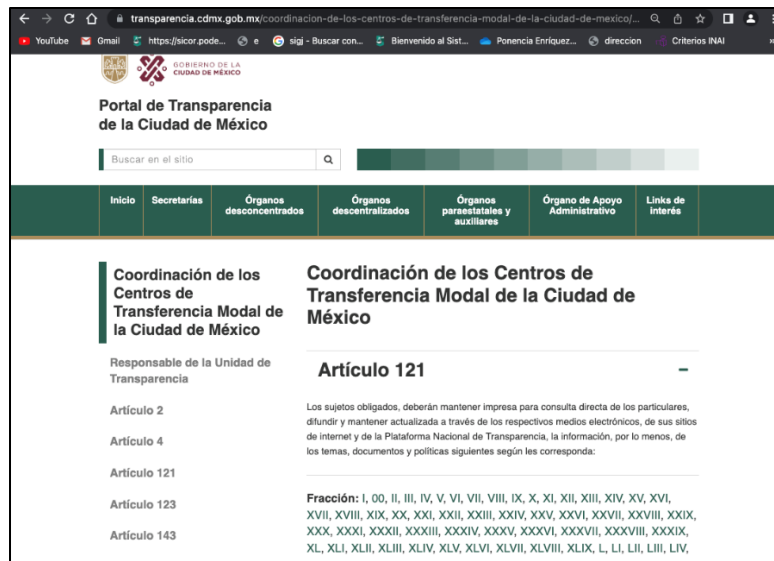 transparencia.cdmx.gob.mx/coordinacion-de-los-centros-de-transferencia-modal-de-la-ciudad-de-mexico/...
YouTube Gmail https://sicor.pode... e sigj - Buscar con... Bienvenido al Sist... Ponencia Enríquez... direccion Criterios INAI »
GOBIERNO DE LA
CIUDAD DE MÉXICO
Portal de Transparencia
de la Ciudad de México
Buscar en el sitio
Inicio Secretarías Órganos desconcentrados Órganos descentralizados Órganos paraestatales y auxiliares Órgano de Apoyo Administrativo Links de interés
Coordinación de los
Centros de
Transferencia Modal de
la Ciudad de México
Responsable de la Unidad de
Transparencia
Artículo 2
Artículo 4
Artículo 121
Artículo 123
Artículo 143
Coordinación de los Centros de
Transferencia Modal de la Ciudad de
México
Artículo 121 −
Los sujetos obligados, deberán mantener impresa para consulta directa de los particulares,
difundir y mantener actualizada a través de los respectivos medios electrónicos, de sus sitios
de internet y de la Plataforma Nacional de Transparencia, la información, por lo menos, de
los temas, documentos y políticas siguientes según les corresponda:
Fracción: I, 00, II, III, IV, V, VI, VII, VIII, IX, X, XI, XII, XIII, XIV, XV, XVI,
XVII, XVIII, XIX, XX, XXI, XXII, XXIII, XXIV, XXV, XXVI, XXVII, XXVIII, XXIX,
XXX, XXXI, XXXII, XXXIII, XXXIV, XXXV, XXXVI, XXXVII, XXXVIII, XXXIX,
XL, XLI, XLII, XLIII, XLIV, XLV, XLVI, XLVII, XLVIII, XLIX, L, LI, LII, LIII, LIV,